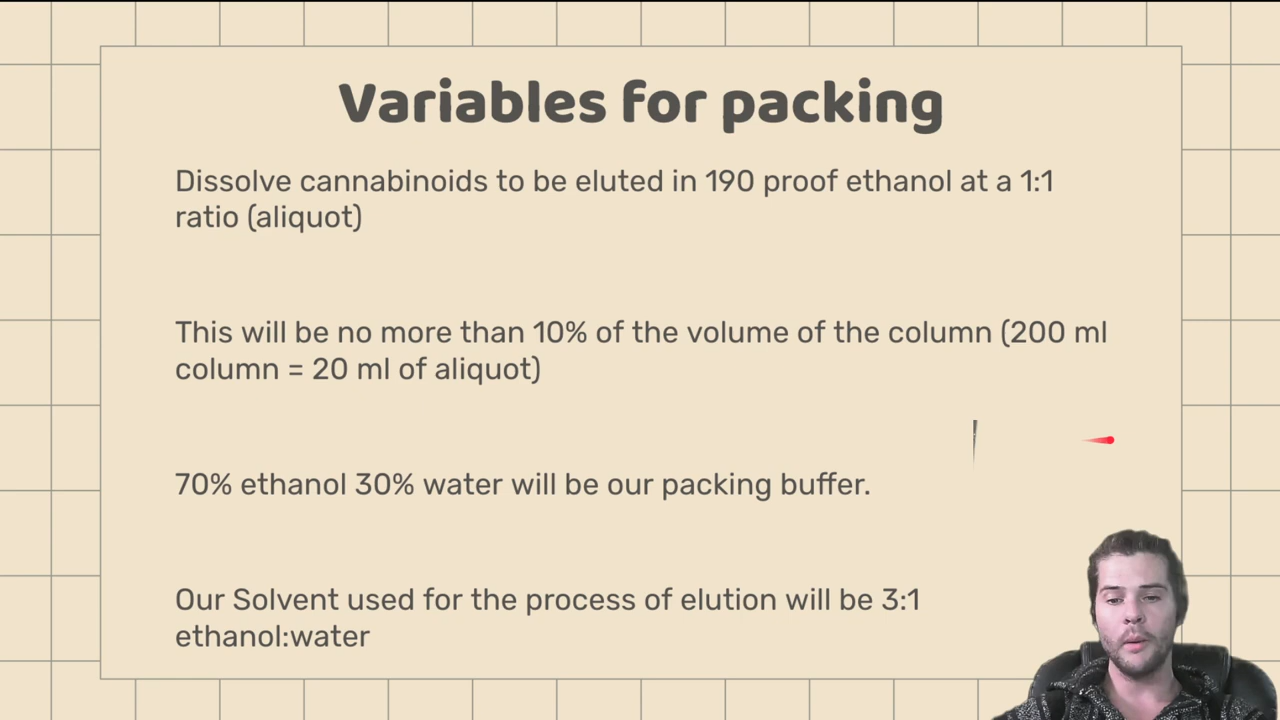 Variables for packing
Dissolve cannabinoids to be eluted in 190 proof ethanol at a 1:1
ratio (aliquot)
This will be no more than 10% of the volume of the column (200 ml
column = 20 ml of aliquot)
70% ethanol 30% water will be our packing buffer.
Our Solvent used for the process of elution will be 3:1
ethanol:water